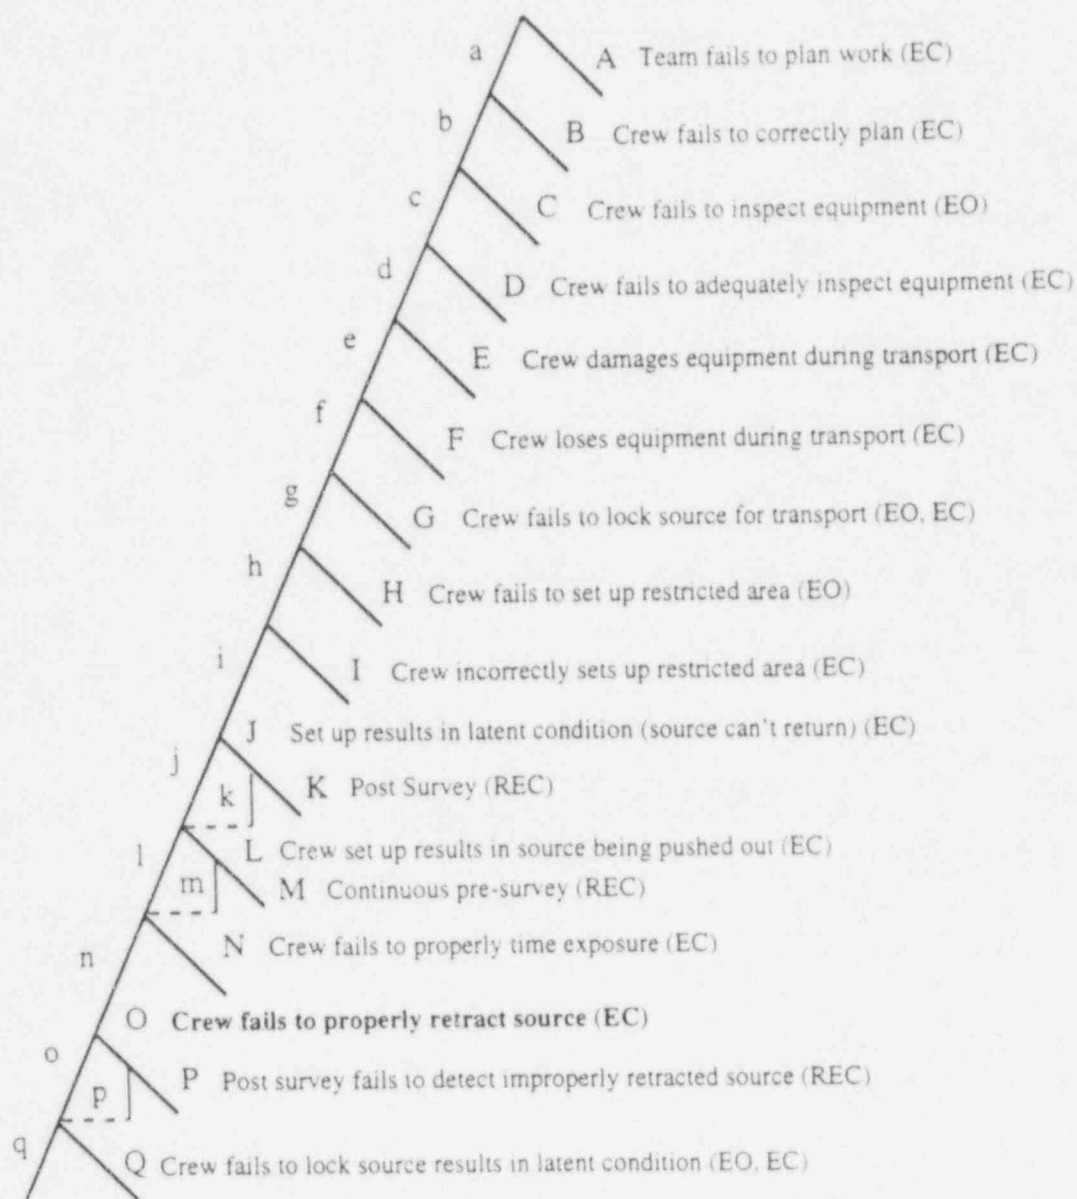 a
A Team fails to plan work (EC)
b
B Crew fails to correctly plan (EC)
c
C Crew fails to inspect equipment (EO)
d
D Crew fails to adequately inspect equipment (EC)
e
E Crew damages equipment during transport (EC)
f
F Crew loses equipment during transport (EC)
g
G Crew fails to lock source for transport (EO, EC)
h
H Crew fails to set up restricted area (EO)
i
I Crew incorrectly sets up restricted area (EC)
J Set up results in latent condition (source can't return) (EC)
j
k
K Post Survey (REC)
l
L Crew set up results in source being pushed out (EC)
m
M Continuous pre-survey (REC)
n
N Crew fails to properly time exposure (EC)
O Crew fails to properly retract source (EC)
o
p
P Post survey fails to detect improperly retracted source (REC)
q
Q Crew fails to lock source results in latent condition (EO, EC)